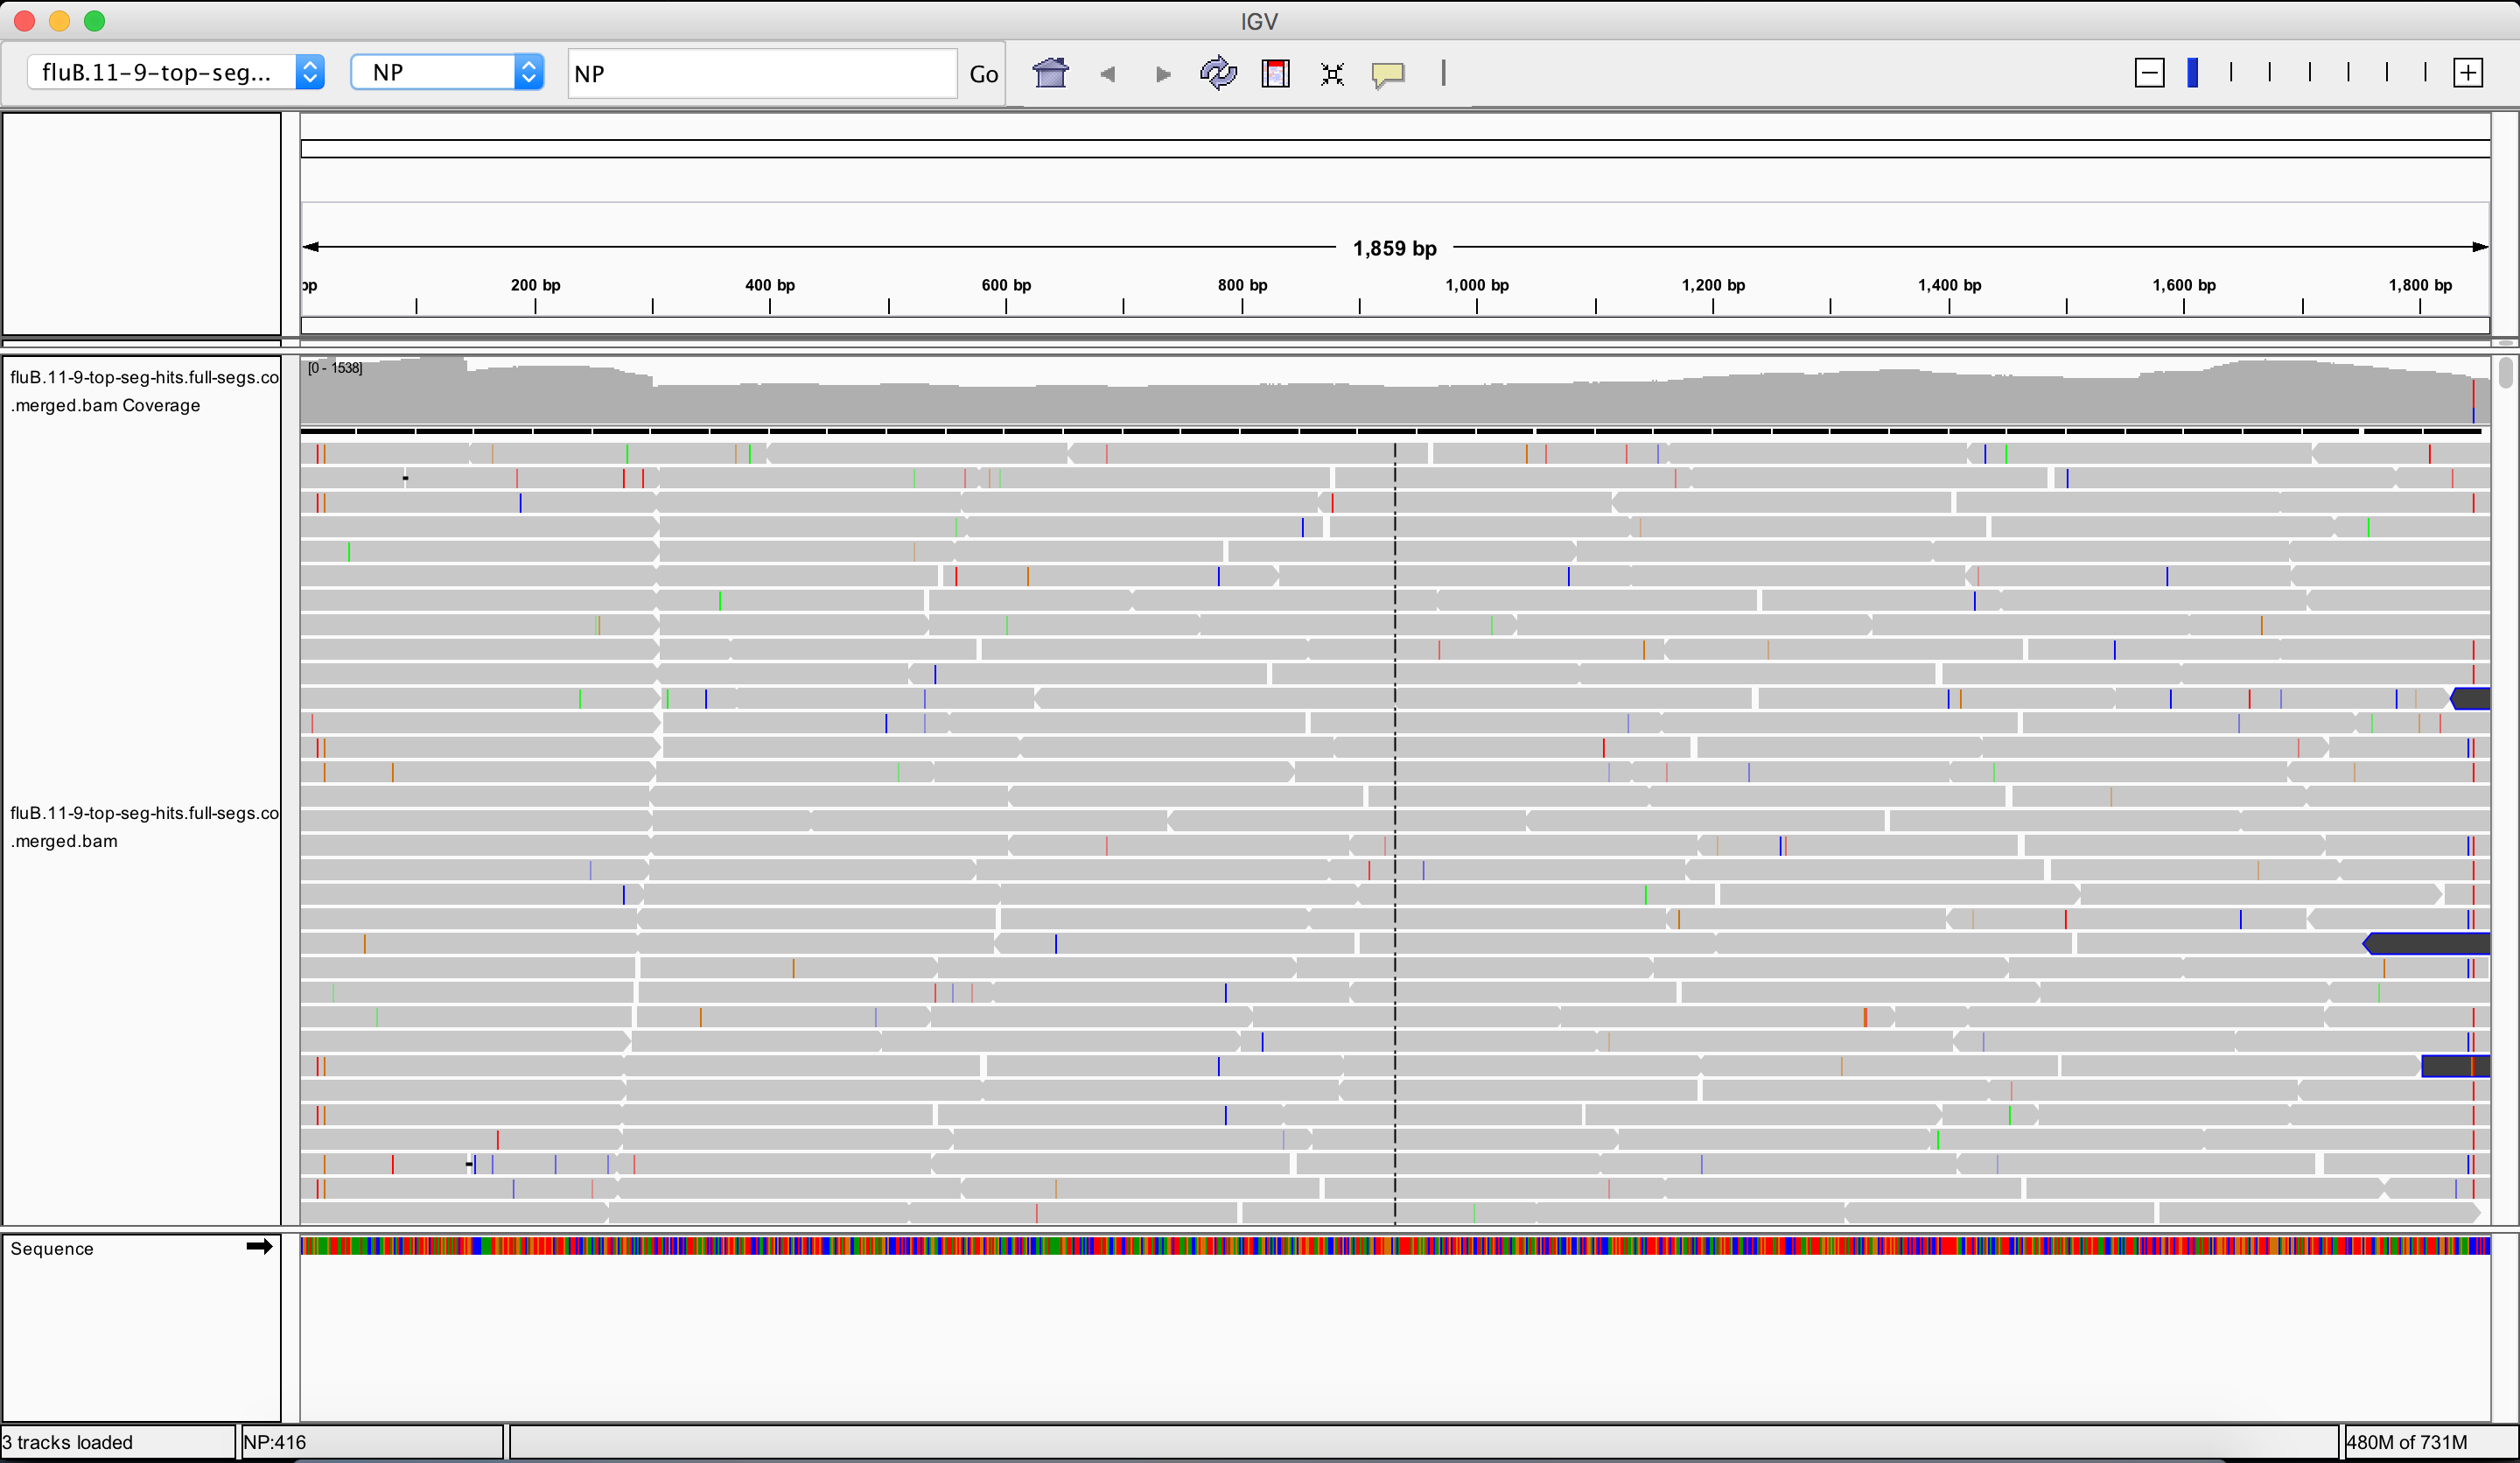 IGV
fluB.11-9-top-seg...
NP
NP
Go
1,859 bp
bp
200 bp
400 bp
600 bp
800 bp
1,000 bp
1,200 bp
1,400 bp
1,600 bp
1,800 bp
fluB.11-9-top-seg-hits.full-segs.co
.merged.bam Coverage
[0 - 1538]
fluB.11-9-top-seg-hits.full-segs.co
.merged.bam
Sequence
3 tracks loaded
NP:416
480M of 731M